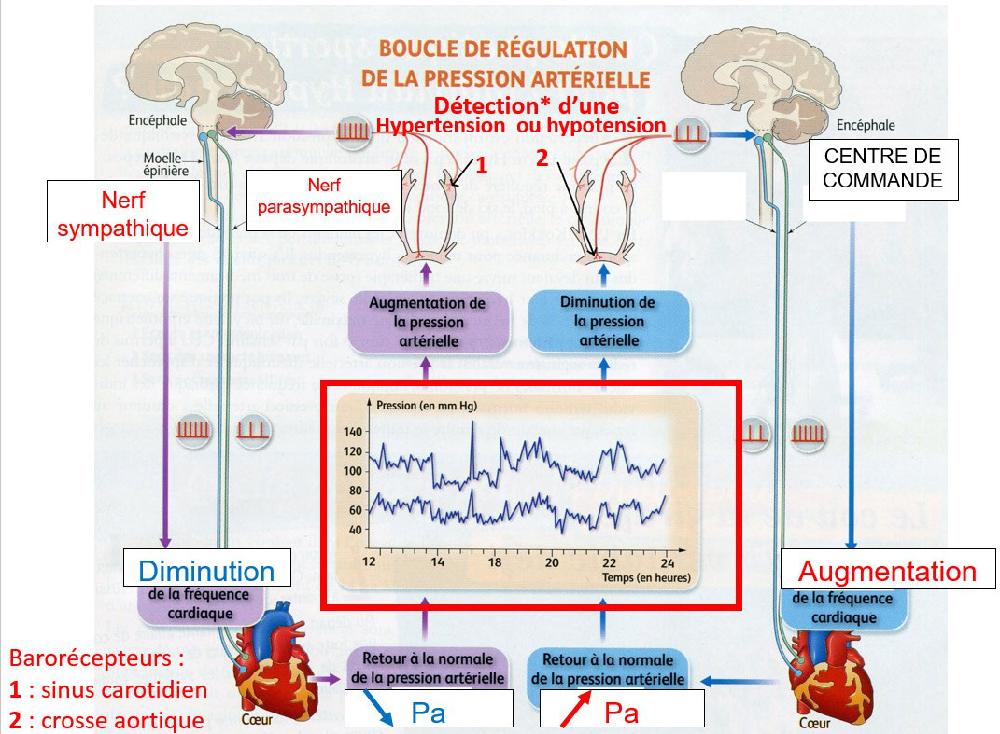 BOUCLE DE RÉGULATION
DE LA PRESSION ARTÉRIELLE
Détection* d'une
Hypertension ou hypotension
Encéphale
Moelle
épinière
Nerf
sympathique
Nerf
parasympathique
1
2
Encéphale
CENTRE DE
COMMANDE
Augmentation de
la pression
artérielle
Diminution de
la pression
artérielle
Pression (en mm Hg)
140
120
100
80
60
40
12 14 18 20 22 24
Temps (en heures)
Diminution
de la fréquence
cardiaque
Augmentation
de la fréquence
cardiaque
Retour à la normale
de la pression artérielle
Pa
Retour à la normale
de la pression artérielle
Pa
Barorécepteurs :
1 : sinus carotidien
2 : crosse aortique
Cœur
Cœur